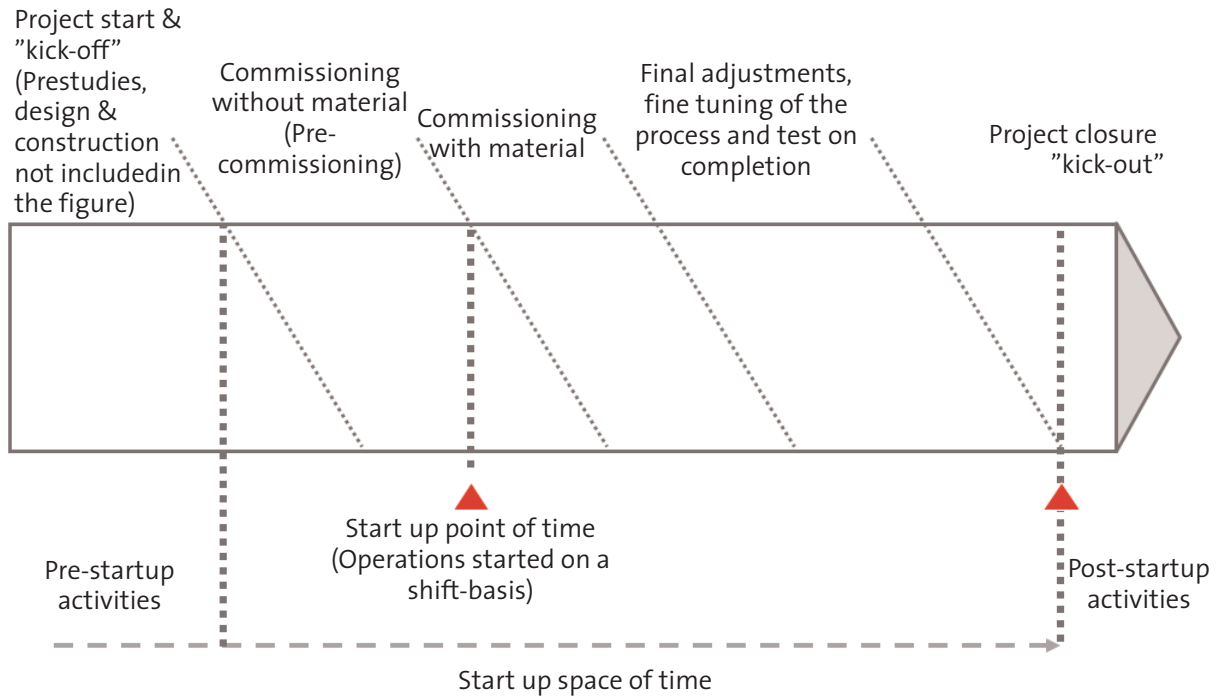 Project start &
”kick-off”
(Prestudies,
design &
construction
not includedin
the figure)
Commissioning
without material
(Pre-
commissioning)
Commissioning
with material
Final adjustments,
fine tuning of the
process and test on
completion
Project closure
”kick-out”
Start up point of time
(Operations started on a
shift-basis)
Pre-startup
activities
Post-startup
activities
Start up space of time